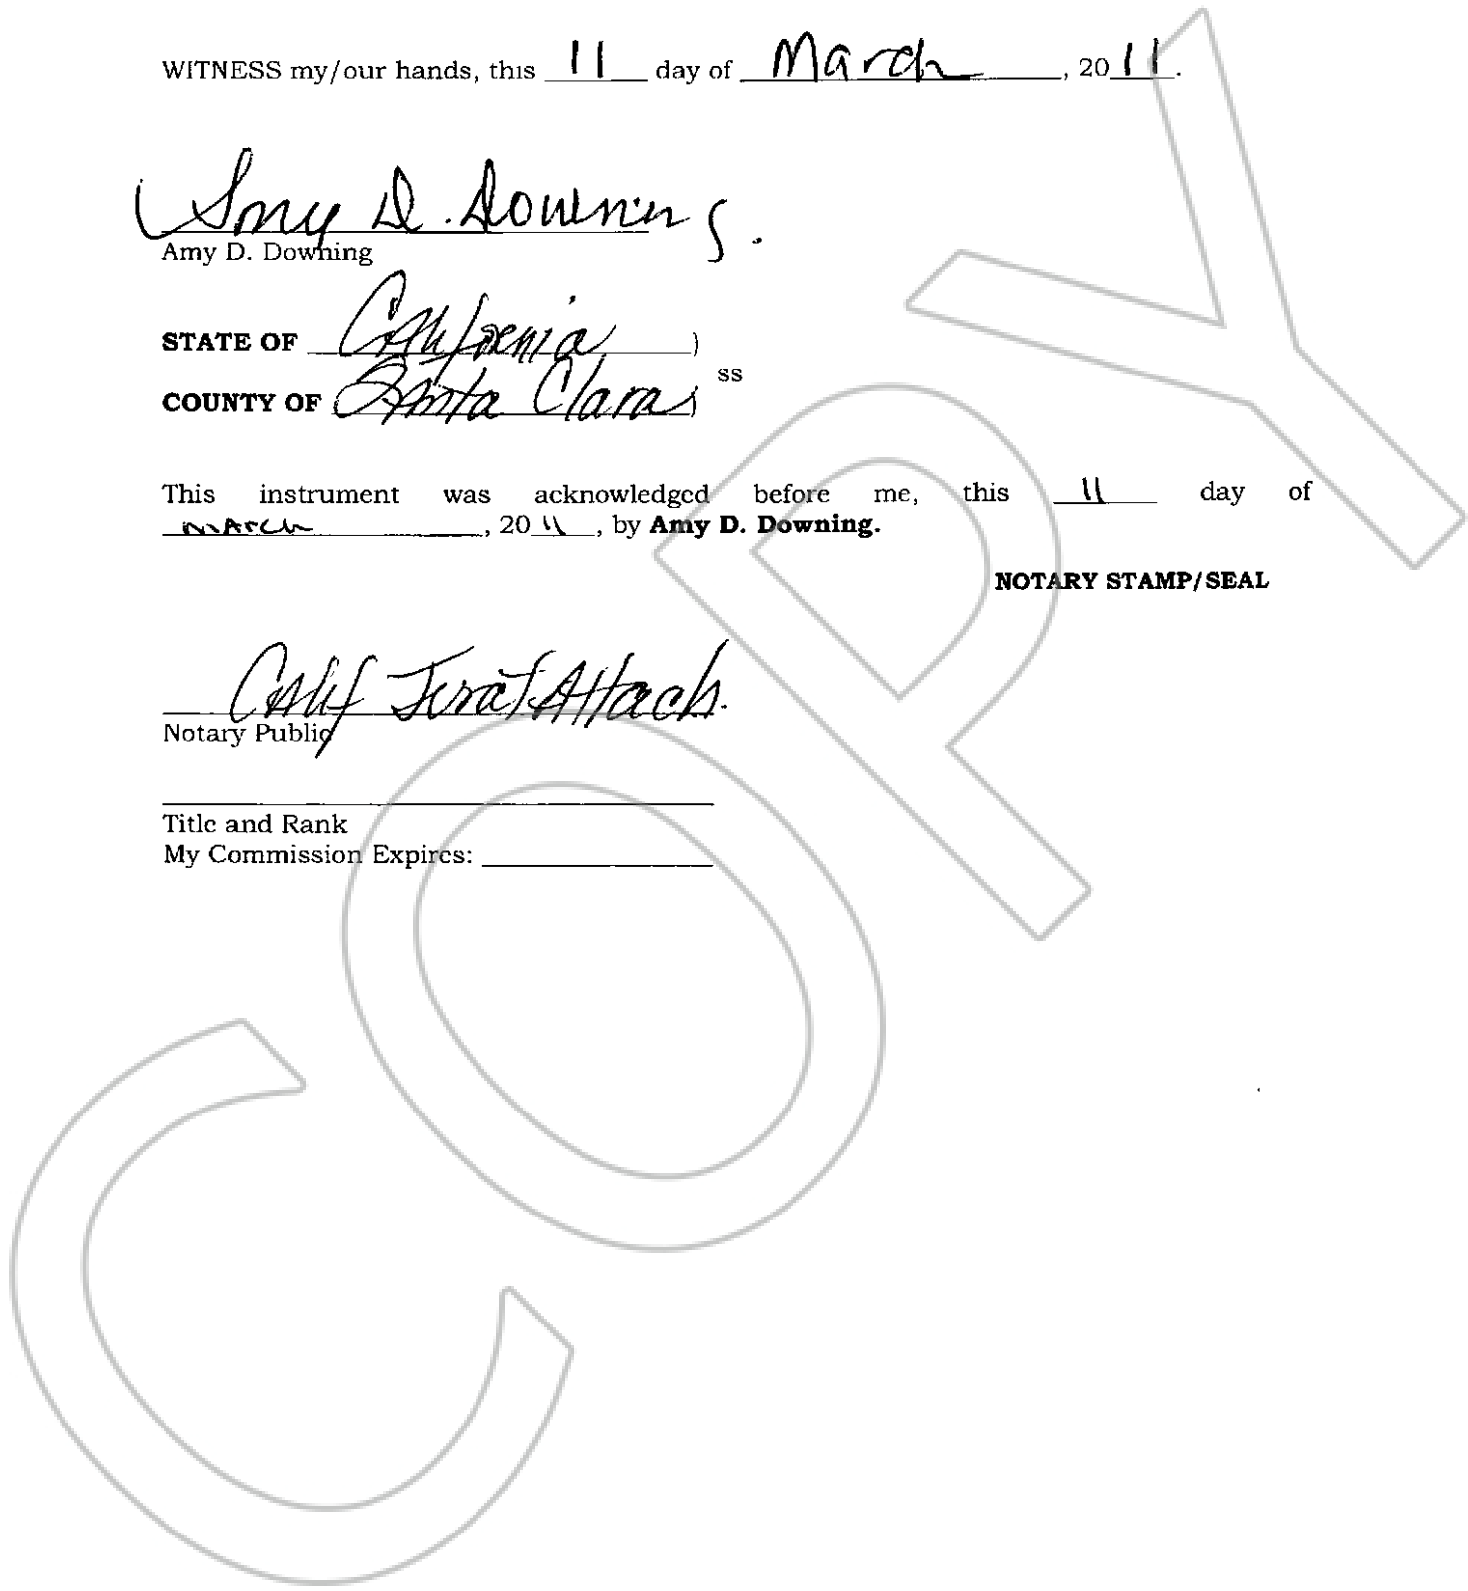 WITNESS my/our hands, this 11 day of March, 2011.
Amy D. Downing.
Amy D. Downing
STATE OF California )
ss
COUNTY OF Santa Clara )
This instrument was acknowledged before me, this 11 day of
March, 2011, by Amy D. Downing.
NOTARY STAMP/SEAL
Calif Jurat Attach.
Notary Public
Title and Rank
My Commission Expires:
COPY